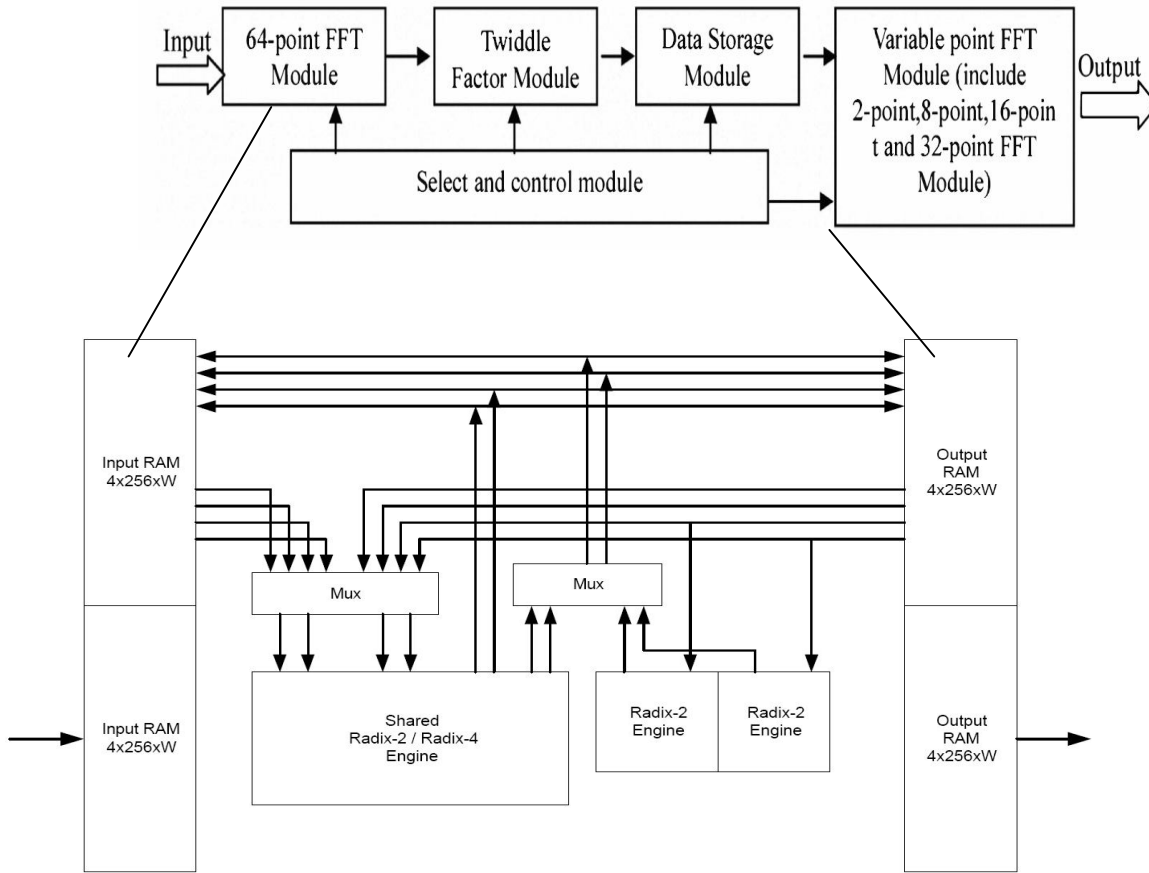 Input
64-point FFT
Module
Twiddle
Factor Module
Data Storage
Module
Variable point FFT
Module (include
2-point,8-point,16-poin
t and 32-point FFT
Module)
Output
Select and control module
Input RAM
4x256xW
Output
RAM
4x256xW
Mux
Mux
Input RAM
4x256xW
Shared
Radix-2 / Radix-4
Engine
Radix-2
Engine
Radix-2
Engine
Output
RAM
4x256xW